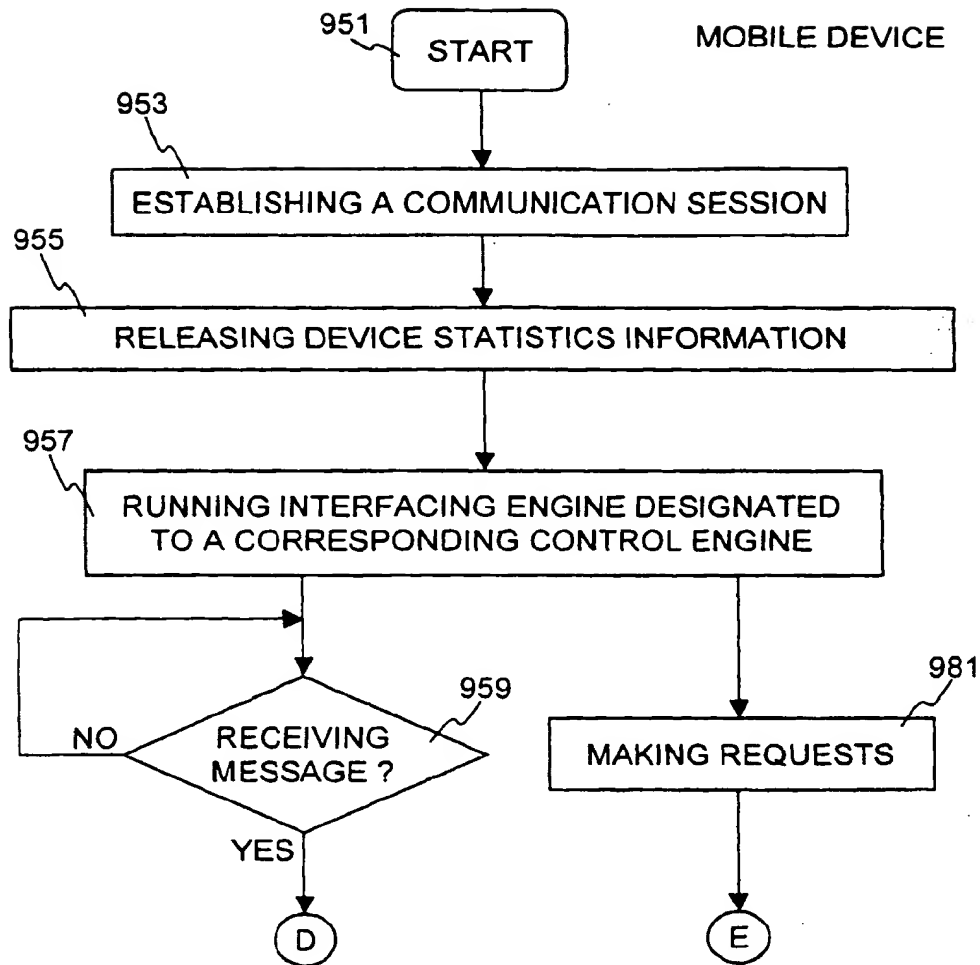 951
START
MOBILE DEVICE
953
ESTABLISHING A COMMUNICATION SESSION
955
RELEASING DEVICE STATISTICS INFORMATION
957
RUNNING INTERFACING ENGINE DESIGNATED
TO A CORRESPONDING CONTROL ENGINE
959
RECEIVING
MESSAGE ?
NO
YES
D
981
MAKING REQUESTS
E